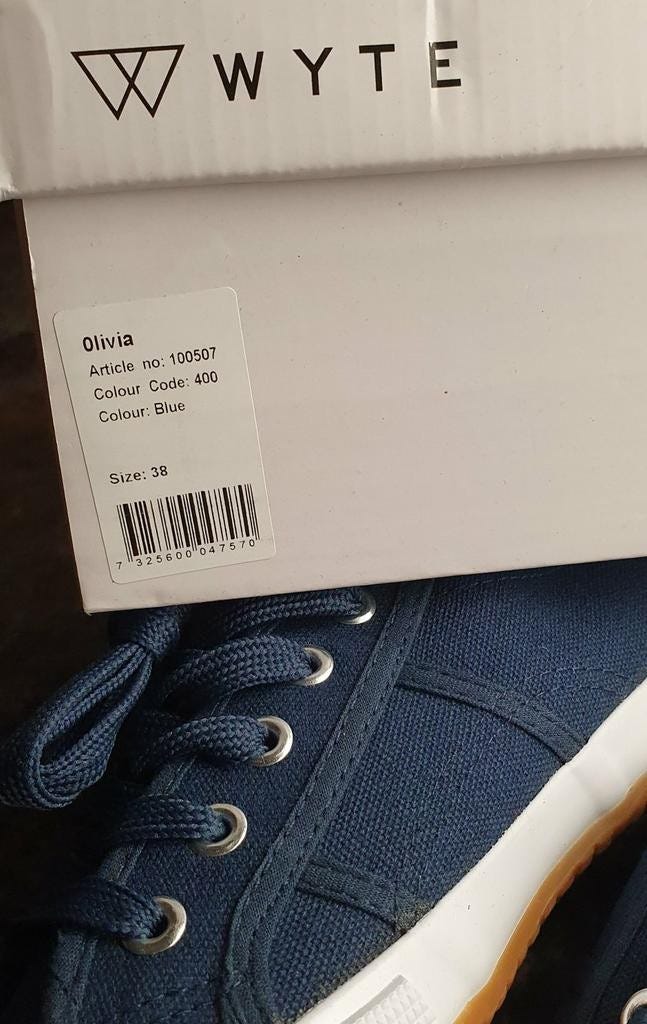 WYTE
Olivia
Article no: 100507
Colour Code: 400
Colour: Blue
Size: 38
7 325600 047570